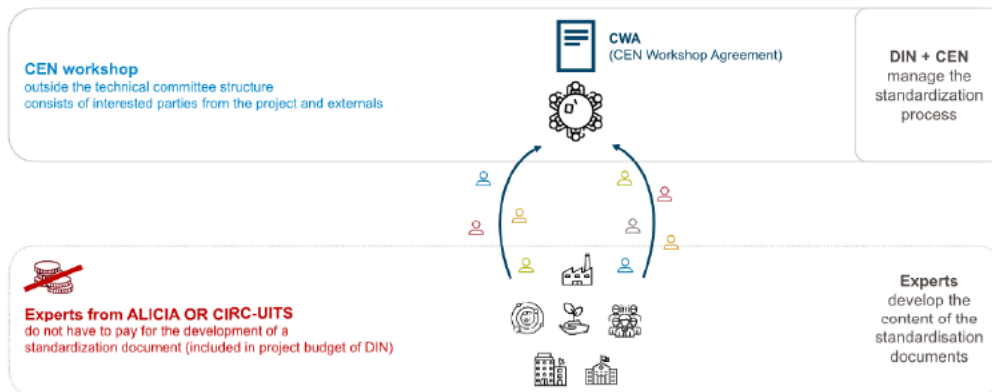 CWA
(CEN Workshop Agreement)
CEN workshop
outside the technical committee structure
consists of interested parties from the project and externals
DIN + CEN
manage the
standardization
process
Experts from ALICIA OR CIRC-UITS
do not have to pay for the development of a
standardization document (included in project budget of DIN)
Experts
develop the
content of the
standardisation
documents